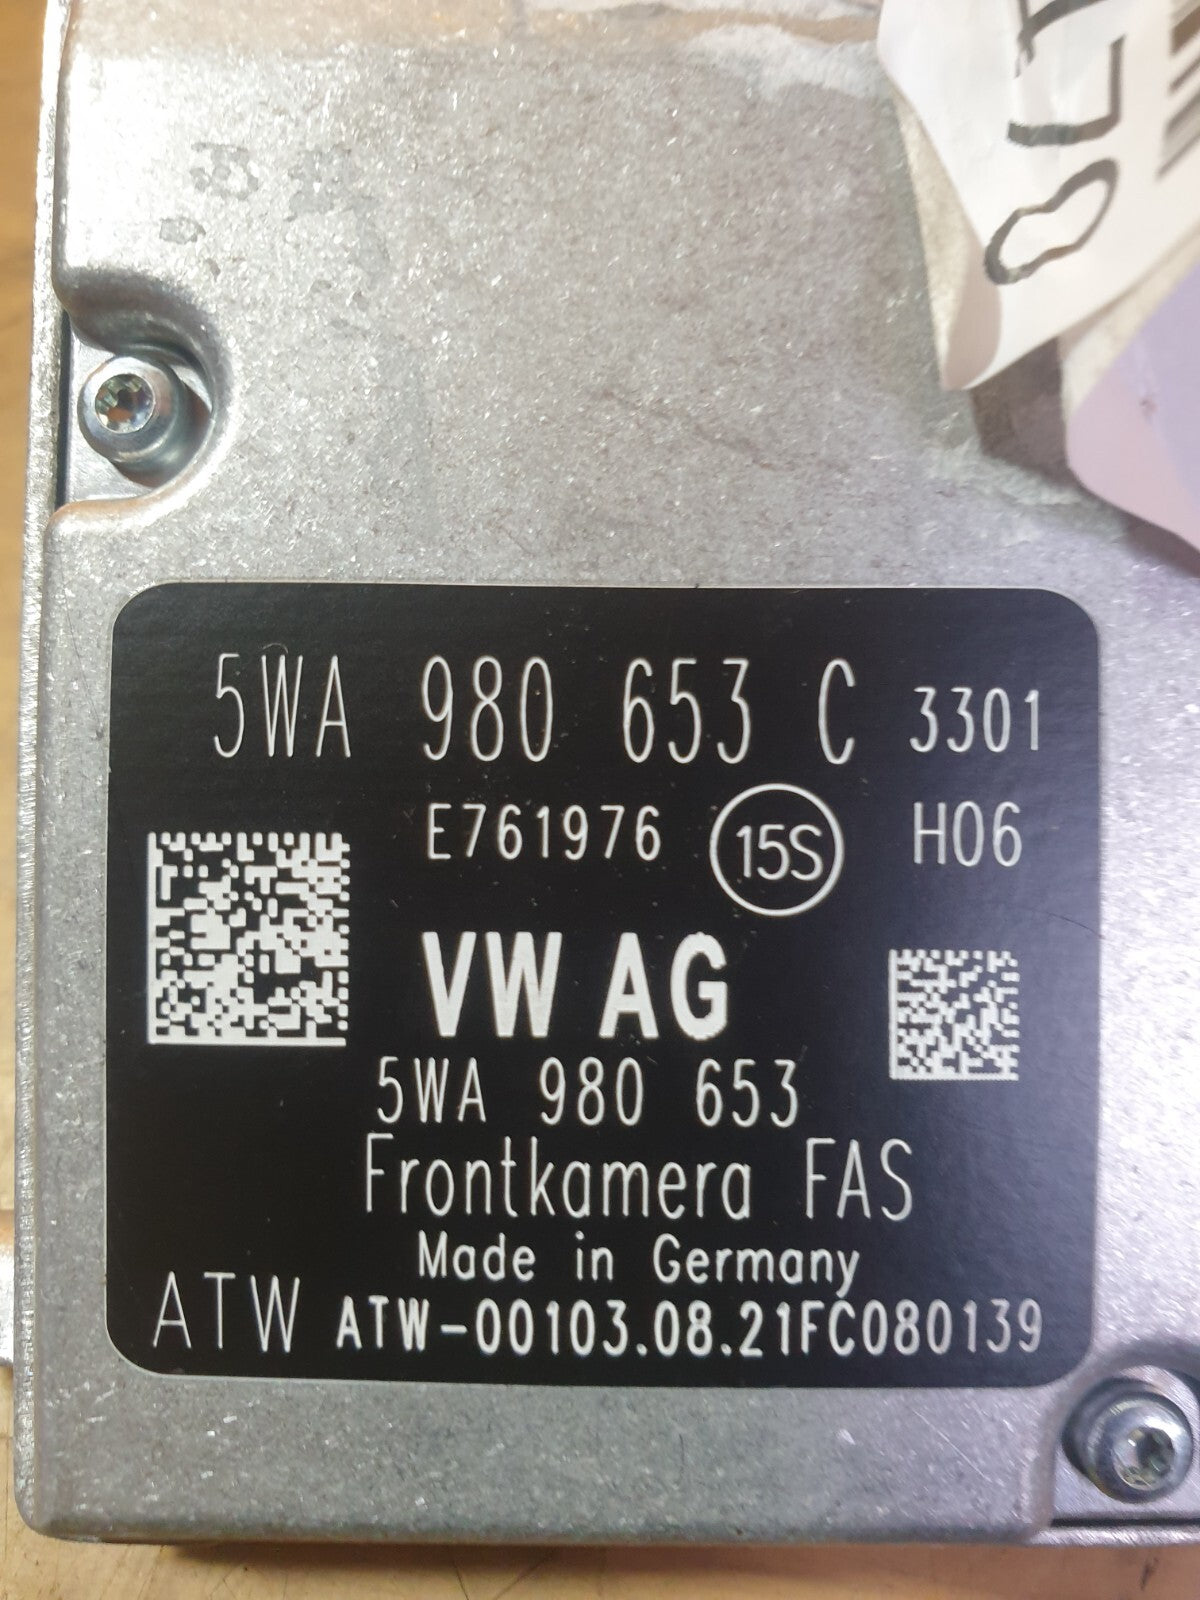 5WA 980 653 C 3301
E761976 15S H06
VW AG
5WA 980 653
Frontkamera FAS
Made in Germany
ATW ATW-00103.08.21FC080139